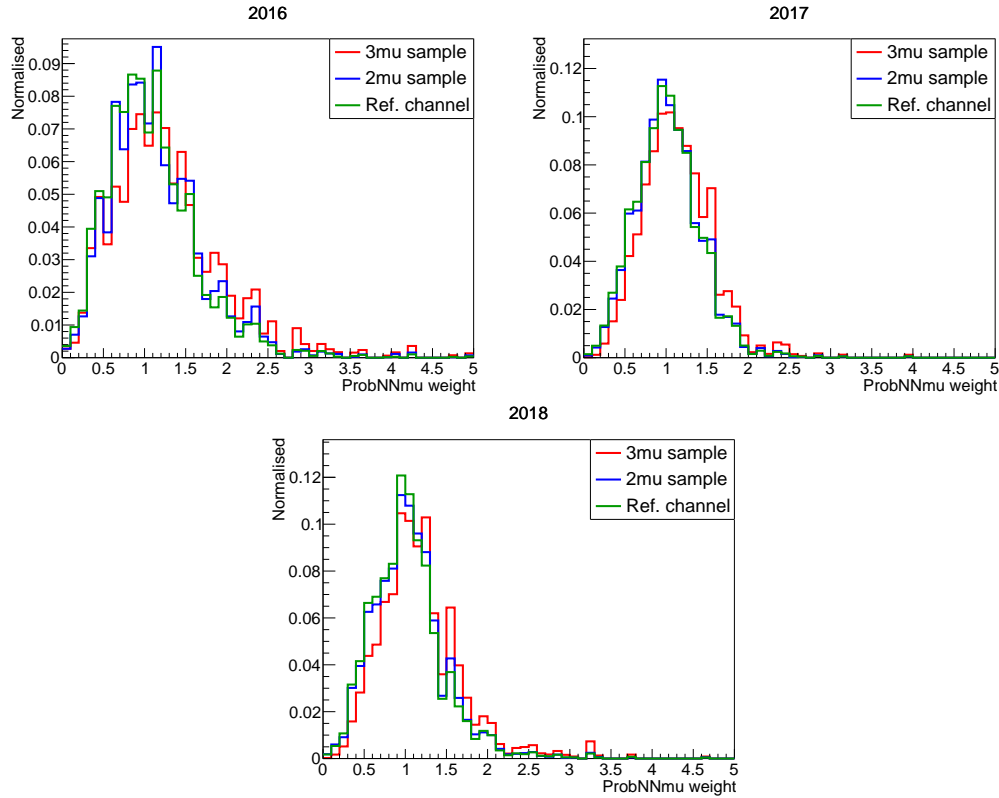 2016
Normalised
0.09
0.08
0.07
0.06
0.05
0.04
0.03
0.02
0.01
0
0 0.5 1 1.5 2 2.5 3 3.5 4 4.5 5
ProbNNmu weight
3mu sample
2mu sample
Ref. channel
2017
Normalised
0.12
0.1
0.08
0.06
0.04
0.02
0
0 0.5 1 1.5 2 2.5 3 3.5 4 4.5 5
ProbNNmu weight
3mu sample
2mu sample
Ref. channel
2018
Normalised
0.12
0.1
0.08
0.06
0.04
0.02
0
0 0.5 1 1.5 2 2.5 3 3.5 4 4.5 5
ProbNNmu weight
3mu sample
2mu sample
Ref. channel